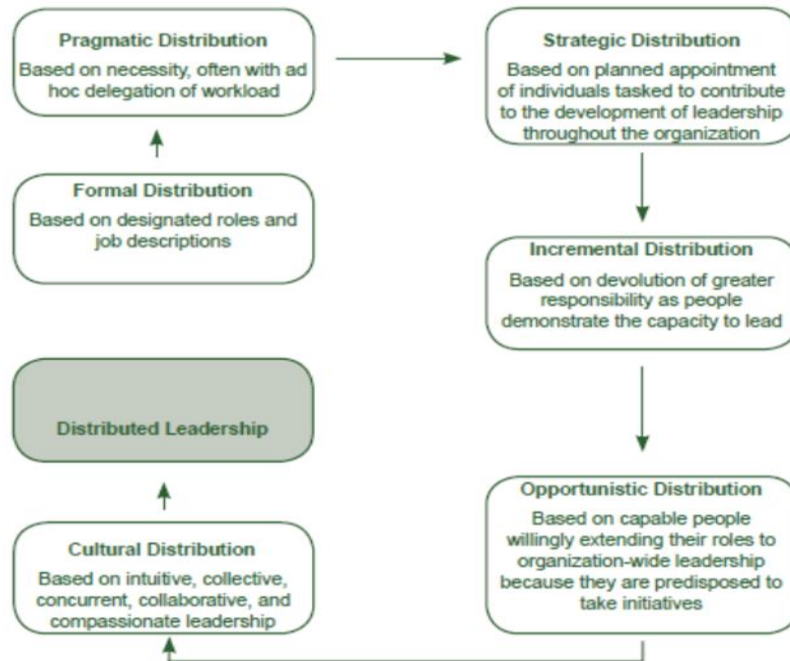 Pragmatic Distribution
Based on necessity, often with ad
hoc delegation of workload
Strategic Distribution
Based on planned appointment
of individuals tasked to contribute
to the development of leadership
throughout the organization
Formal Distribution
Based on designated roles and
job descriptions
Incremental Distribution
Based on devolution of greater
responsibility as people
demonstrate the capacity to lead
Distributed Leadership
Opportunistic Distribution
Based on capable people
willingly extending their roles to
organization-wide leadership
because they are predisposed to
take initiatives
Cultural Distribution
Based on intuitive, collective,
concurrent, collaborative, and
compassionate leadership